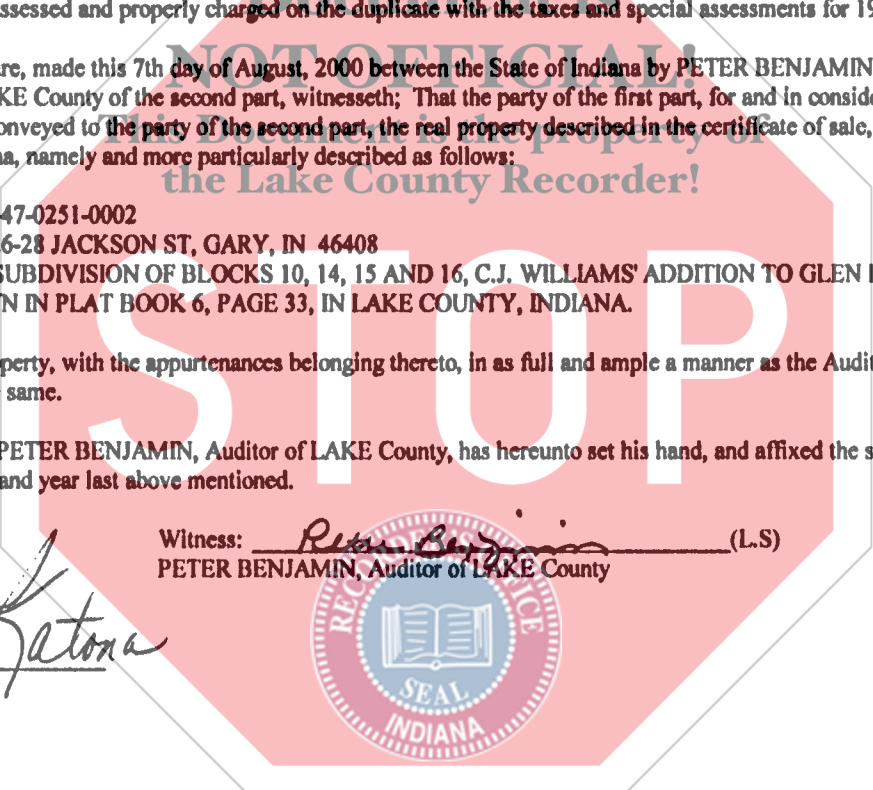 ssessed and properly charged on the duplicate with the taxes and special assessments for 19
NOT OFFICIAL!
re, made this 7th day of August, 2000 between the State of Indiana by PETER BENJAMIN
KE County of the second part, witnesseth; That the party of the first part, for and in conside
onveyed to the party of the second part, the real property described in the certificate of sale,
This Document is the property of
a, namely and more particularly described as follows:
the Lake County Recorder!
47-0251-0002
6-28 JACKSON ST, GARY, IN 46408
SUBDIVISION OF BLOCKS 10, 14, 15 AND 16, C.J. WILLIAMS' ADDITION TO GLEN
N IN PLAT BOOK 6, PAGE 33, IN LAKE COUNTY, INDIANA.
STOP
perty, with the appurtenances belonging thereto, in as full and ample a manner as the Audit
same.
PETER BENJAMIN, Auditor of LAKE County, has hereunto set his hand, and affixed the s
and year last above mentioned.
Witness: Peter Benjamin (L.S)
PETER BENJAMIN, Auditor of LAKE County
Katona
RECORDER'S OFFICE
SEAL
INDIANA